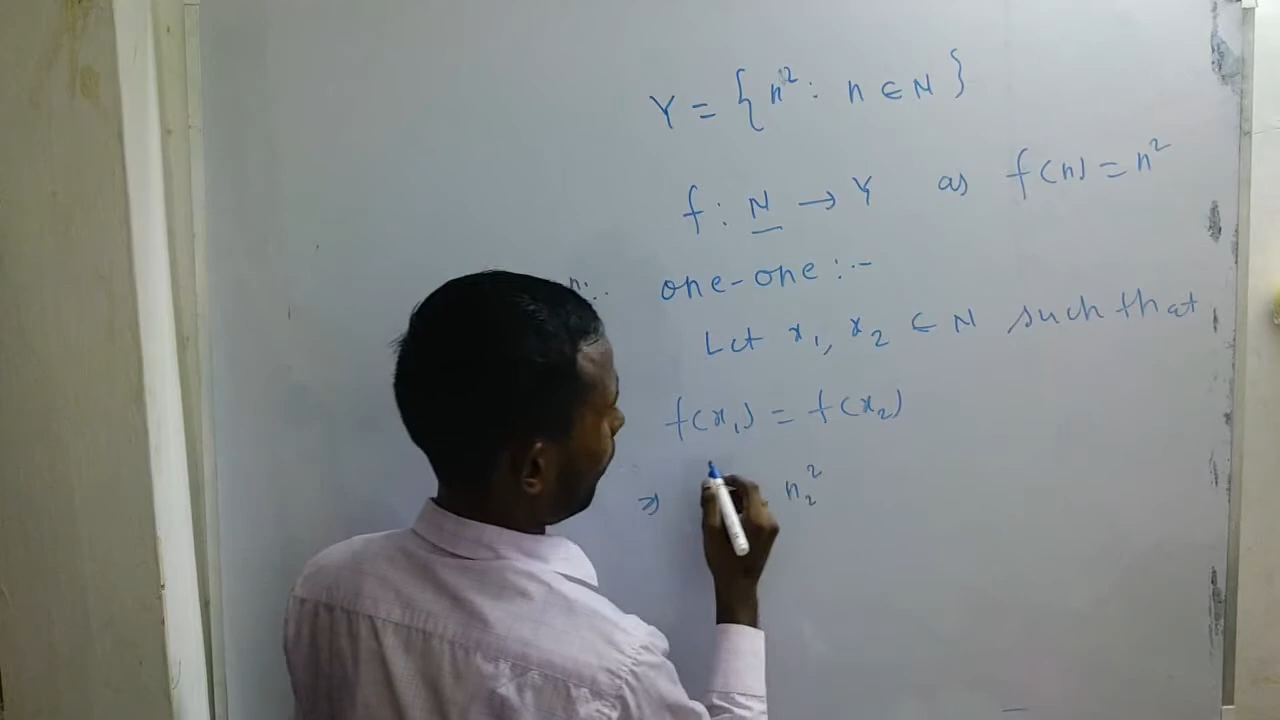 Y = { n² : n ∈ N }
f : N → Y as f(n) = n²
one-one :-
Let x₁, x₂ ∈ N such that
f(x₁) = f(x₂)
⇒ n₂²